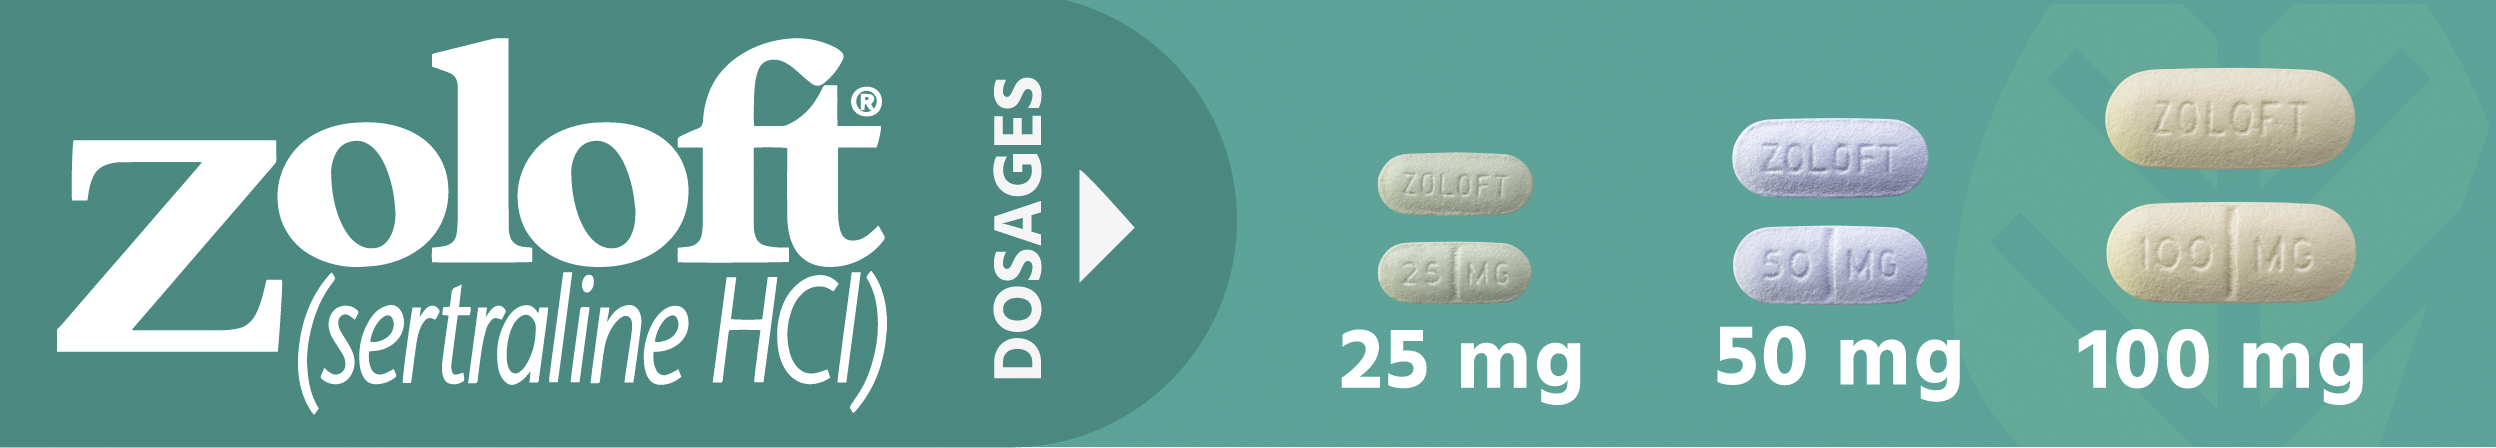 Zoloft®
(sertraline HCl)
DOSAGES
ZOLOFT
25 MG
25 mg
ZOLOFT
50 MG
50 mg
ZOLOFT
100 MG
100 mg